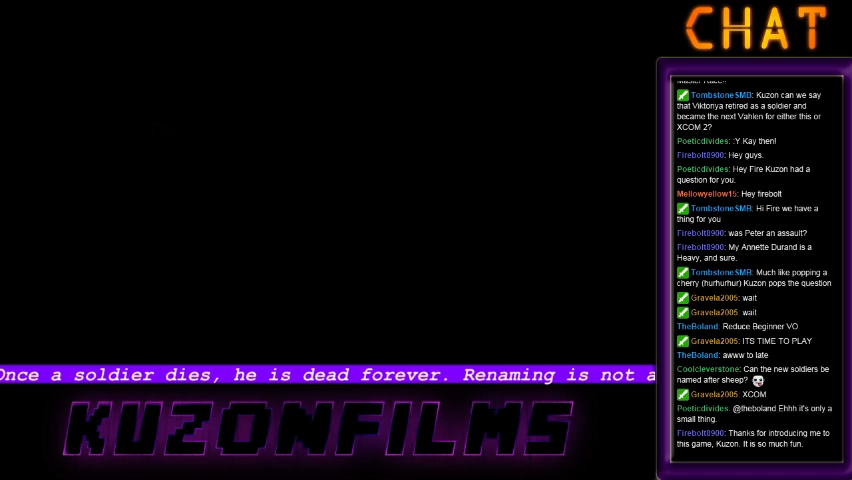 CHAT
TombstoneSMB: Kuzon can we say
that Viktoriya retired as a soldier and
became the next Vahlen for either this or
XCOM 2?
Poeticdivides: :Y Kay then!
Firebolt8900: Hey guys.
Poeticdivides: Hey Fire Kuzon had a
question for you.
Mellowyellow15: Hey firebolt
TombstoneSMB: Hi Fire we have a
thing for you
Firebolt8900: was Peter an assault?
Firebolt8900: My Annette Durand is a
Heavy, and sure.
TombstoneSMB: Much like popping a
cherry (hurhurhur) Kuzon pops the question
Gravela2005: wait
Gravela2005: wait
TheBoland: Reduce Beginner VO
Gravela2005: ITS TIME TO PLAY
TheBoland: awww to late
Coolcleverstone: Can the new soldiers be
named after sheep?
Gravela2005: XCOM
Poeticdivides: @theboland Ehhh it's only a
small thing.
Firebolt8900: Thanks for introducing me to
this game, Kuzon. It is so much fun.
Once a soldier dies, he is dead forever. Renaming is not a
KUZONFILMS